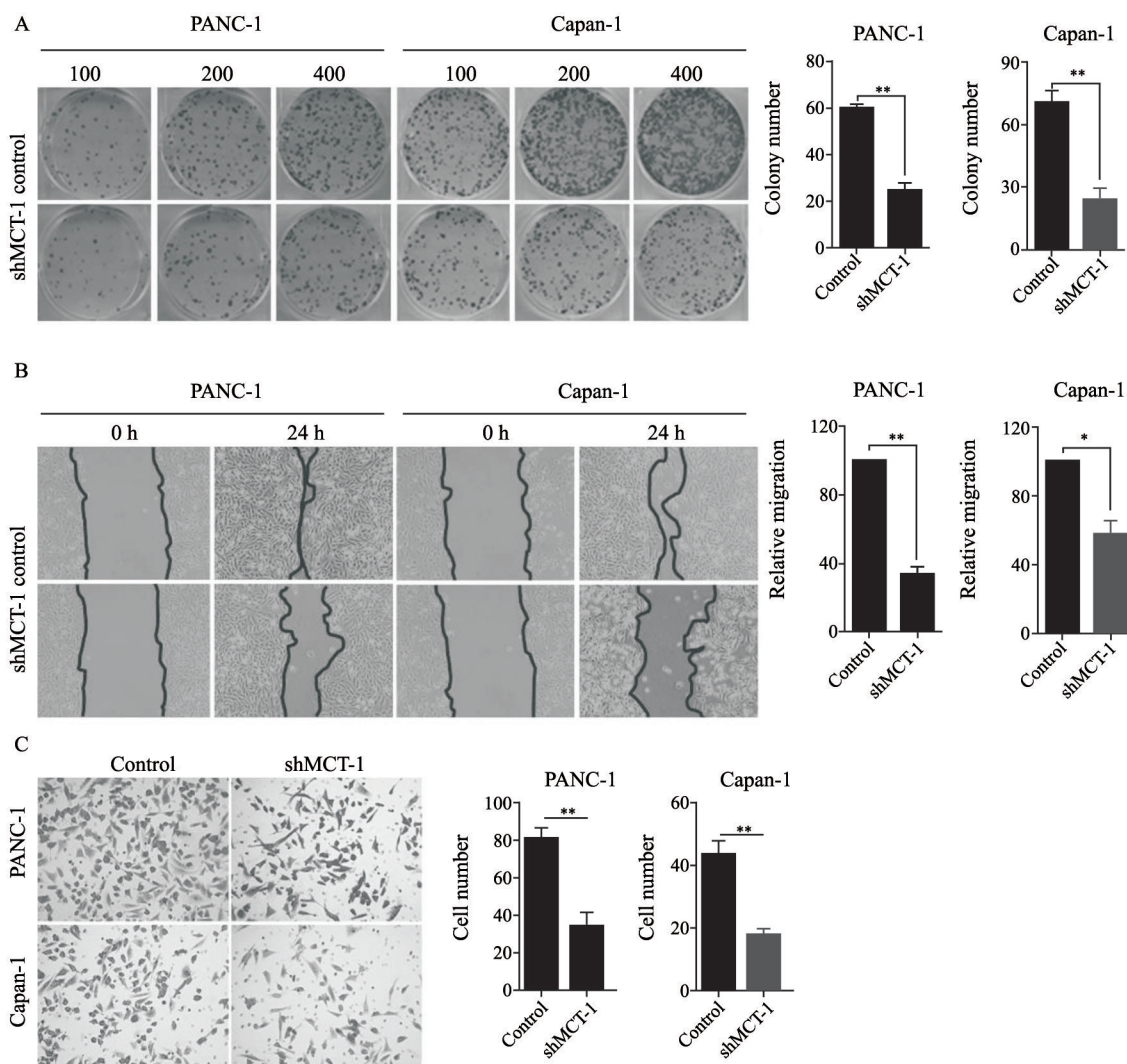 A
PANC-1
Capan-1
100 200 400 100 200 400
shMCT-1 control
PANC-1
Colony number
80
60
40
20
0
**
Control
shMCT-1
Capan-1
Colony number
90
60
30
0
**
Control
shMCT-1
B
PANC-1
Capan-1
0 h 24 h 0 h 24 h
shMCT-1 control
PANC-1
Relative migration
120
80
40
0
**
Control
shMCT-1
Capan-1
Relative migration
120
80
40
0
*
Control
shMCT-1
C
Control shMCT-1
PANC-1
Capan-1
PANC-1
Cell number
100
80
60
40
20
0
**
Control
shMCT-1
Capan-1
Cell number
60
40
20
0
**
Control
shMCT-1